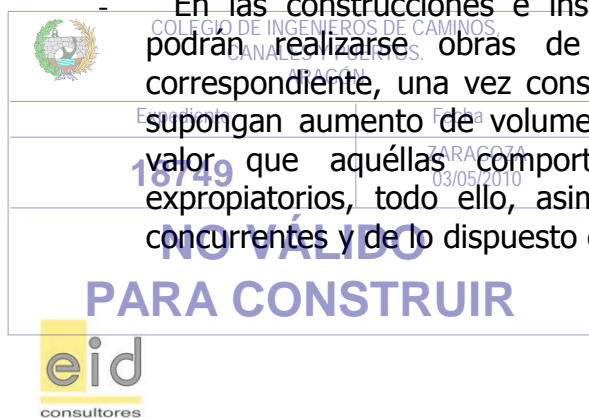 - En las construcciones e ins
podrán realizarse obras de
correspondiente, una vez cons
supongan aumento de volume
valor que aquéllas comport
expropiatorios, todo ello, asim
concurrentes y de lo dispuesto
COLEGIO DE INGENIEROS DE CAMINOS,
CANALES Y PUERTOS.
ARAGÓN
Expediente Fecha
18749 ZARAGOZA
03/05/2010
NO VÁLIDO
PARA CONSTRUIR
eid
consultores